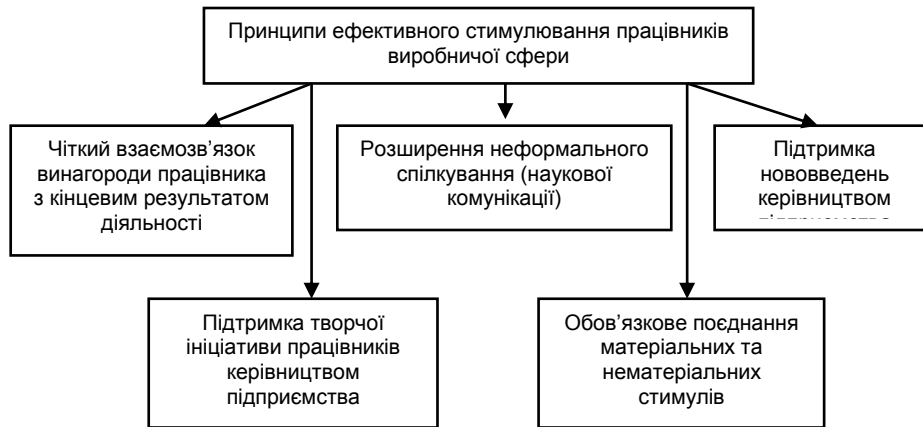 Принципи ефективного стимулювання працівників
виробничої сфери
Чіткий взаємозв’язок
винагороди працівника
з кінцевим результатом
діяльності
Розширення неформального
спілкування (наукової
комунікації)
Підтримка
нововведень
керівництвом
Підтримка творчої
ініціативи працівників
керівництвом
підприємства
Обов’язкове поєднання
матеріальних та
нематеріальних
стимулів